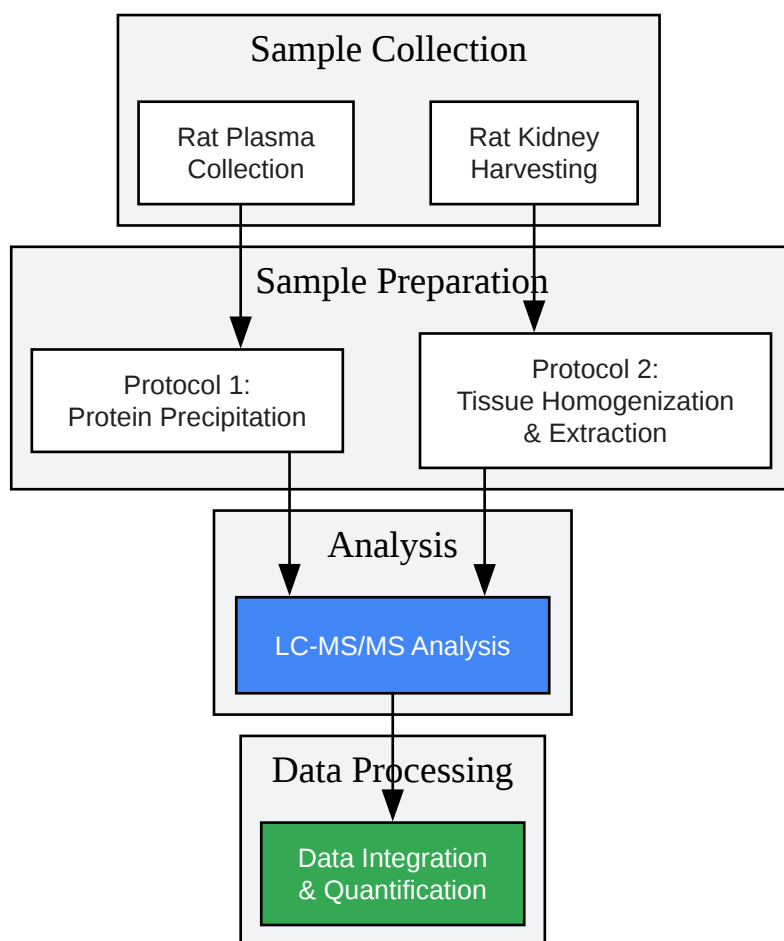 Sample Collection
Rat Plasma
Collection
Rat Kidney
Harvesting
Sample Preparation
Protocol 1:
Protein Precipitation
Protocol 2:
Tissue Homogenization
& Extraction
Analysis
LC-MS/MS Analysis
Data Processing
Data Integration
& Quantification